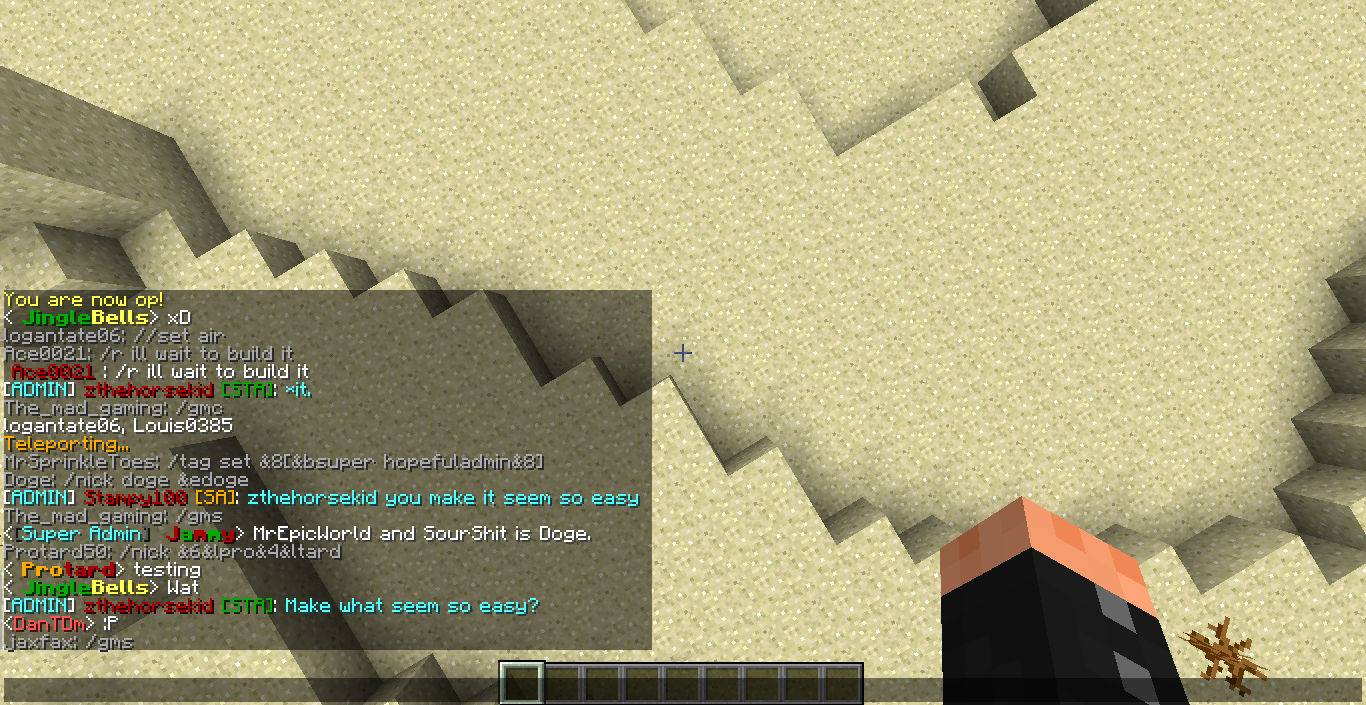 You are now op!
< JingleBells> xD
logantate06: //set air
Ace0021: /r ill wait to build it
Ace0021 : /r ill wait to build it
[ADMIN] zthehorsekid [STA]: *it.
The_mad_gaming: /gmc
logantate06, Louis0385
Teleporting...
MrSprinkleToes: /tag set &8[&bsuper hopefuladmin&8]
Doge: /nick doge &edoge
[ADMIN] Stampy100 [SA]: zthehorsekid you make it seem so easy
The_mad_gaming: /gms
<[Super Admin] Jammy> MrEpicWorld and SourShit is Doge.
Protard50: /nick &6&lpro&4&ltard
< Protard> testing
< JingleBells> Wat
[ADMIN] zthehorsekid [STA]: Make what seem so easy?
<DanTDm> :P
jaxfax: /gms